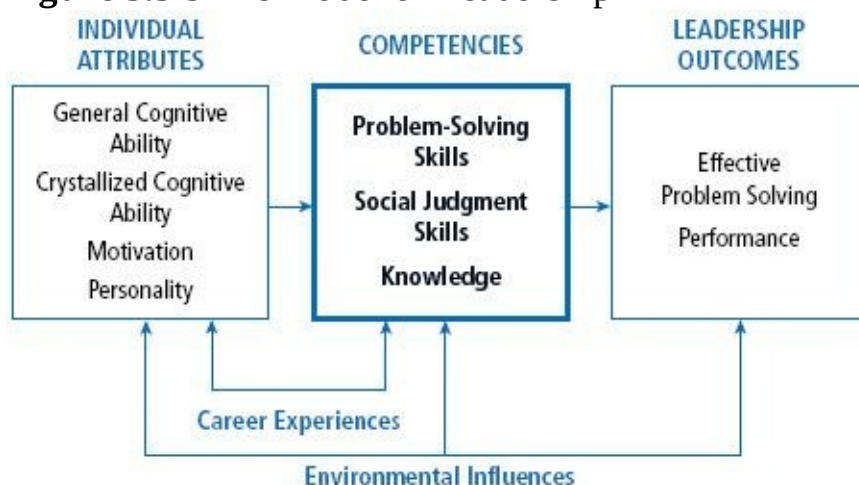 INDIVIDUAL
ATTRIBUTES
COMPETENCIES
LEADERSHIP
OUTCOMES
General Cognitive
Ability
Crystallized Cognitive
Ability
Motivation
Personality
Problem-Solving
Skills
Social Judgment
Skills
Knowledge
Effective
Problem Solving
Performance
Career Experiences
Environmental Influences